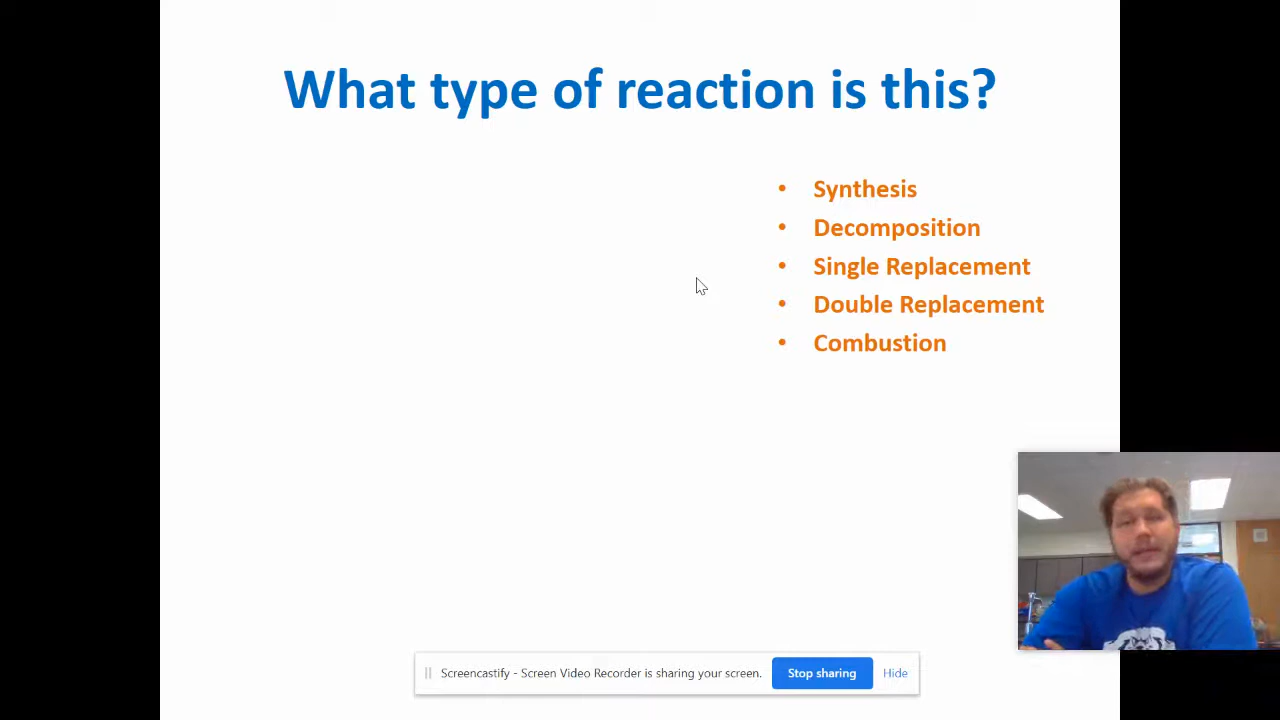 What type of reaction is this?
• Synthesis
• Decomposition
• Single Replacement
• Double Replacement
• Combustion
Screencastify - Screen Video Recorder is sharing your screen.
Stop sharing
Hide